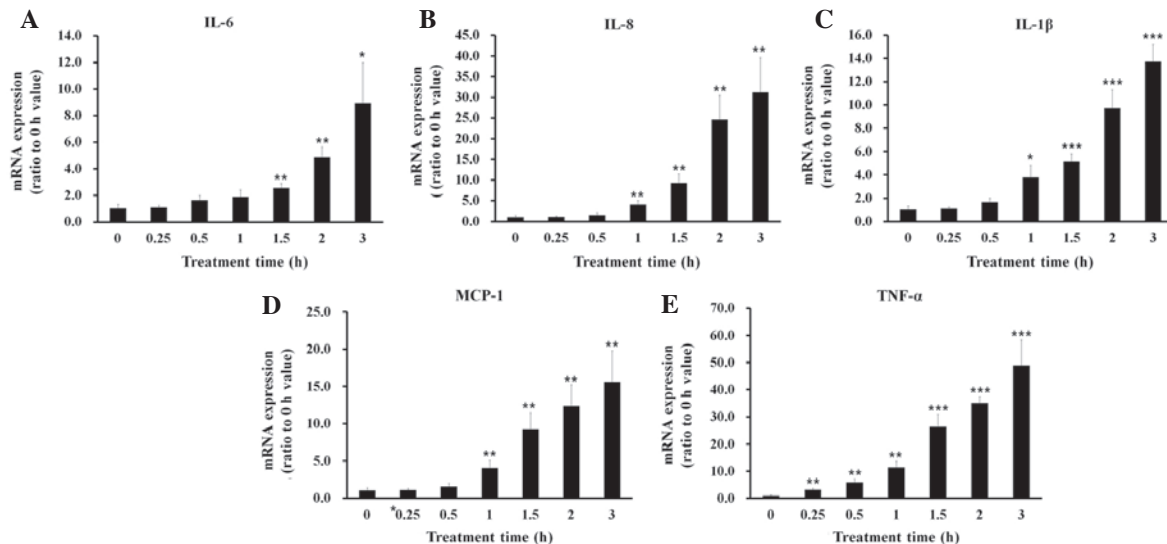 A
IL-6
mRNA expression
(ratio to 0 h value)
14.0
12.0
10.0
8.0
6.0
4.0
2.0
0.0
** ** *
0 0.25 0.5 1 1.5 2 3
Treatment time (h)
B
IL-8
mRNA expression
( (ratio to 0 h value)
45.0
40.0
35.0
30.0
25.0
20.0
15.0
10.0
5.0
0.0
** ** ** **
0 0.25 0.5 1 1.5 2 3
Treatment time (h)
C
IL-1β
mRNA expression
(ratio to 0 h value)
16.0
14.0
12.0
10.0
8.0
6.0
4.0
2.0
0.0
* *** *** ***
0 0.25 0.5 1 1.5 2 3
Treatment time (h)
D
MCP-1
mRNA expression
(ratio to 0 h value)
25.0
20.0
15.0
10.0
5.0
0.0
** ** ** **
0 *0.25 0.5 1 1.5 2 3
Treatment time (h)
E
TNF-α
mRNA expression
(ratio to 0 h value)
70.0
60.0
50.0
40.0
30.0
20.0
10.0
0.0
** ** ** *** *** ***
0 0.25 0.5 1 1.5 2 3
Treatment time (h)